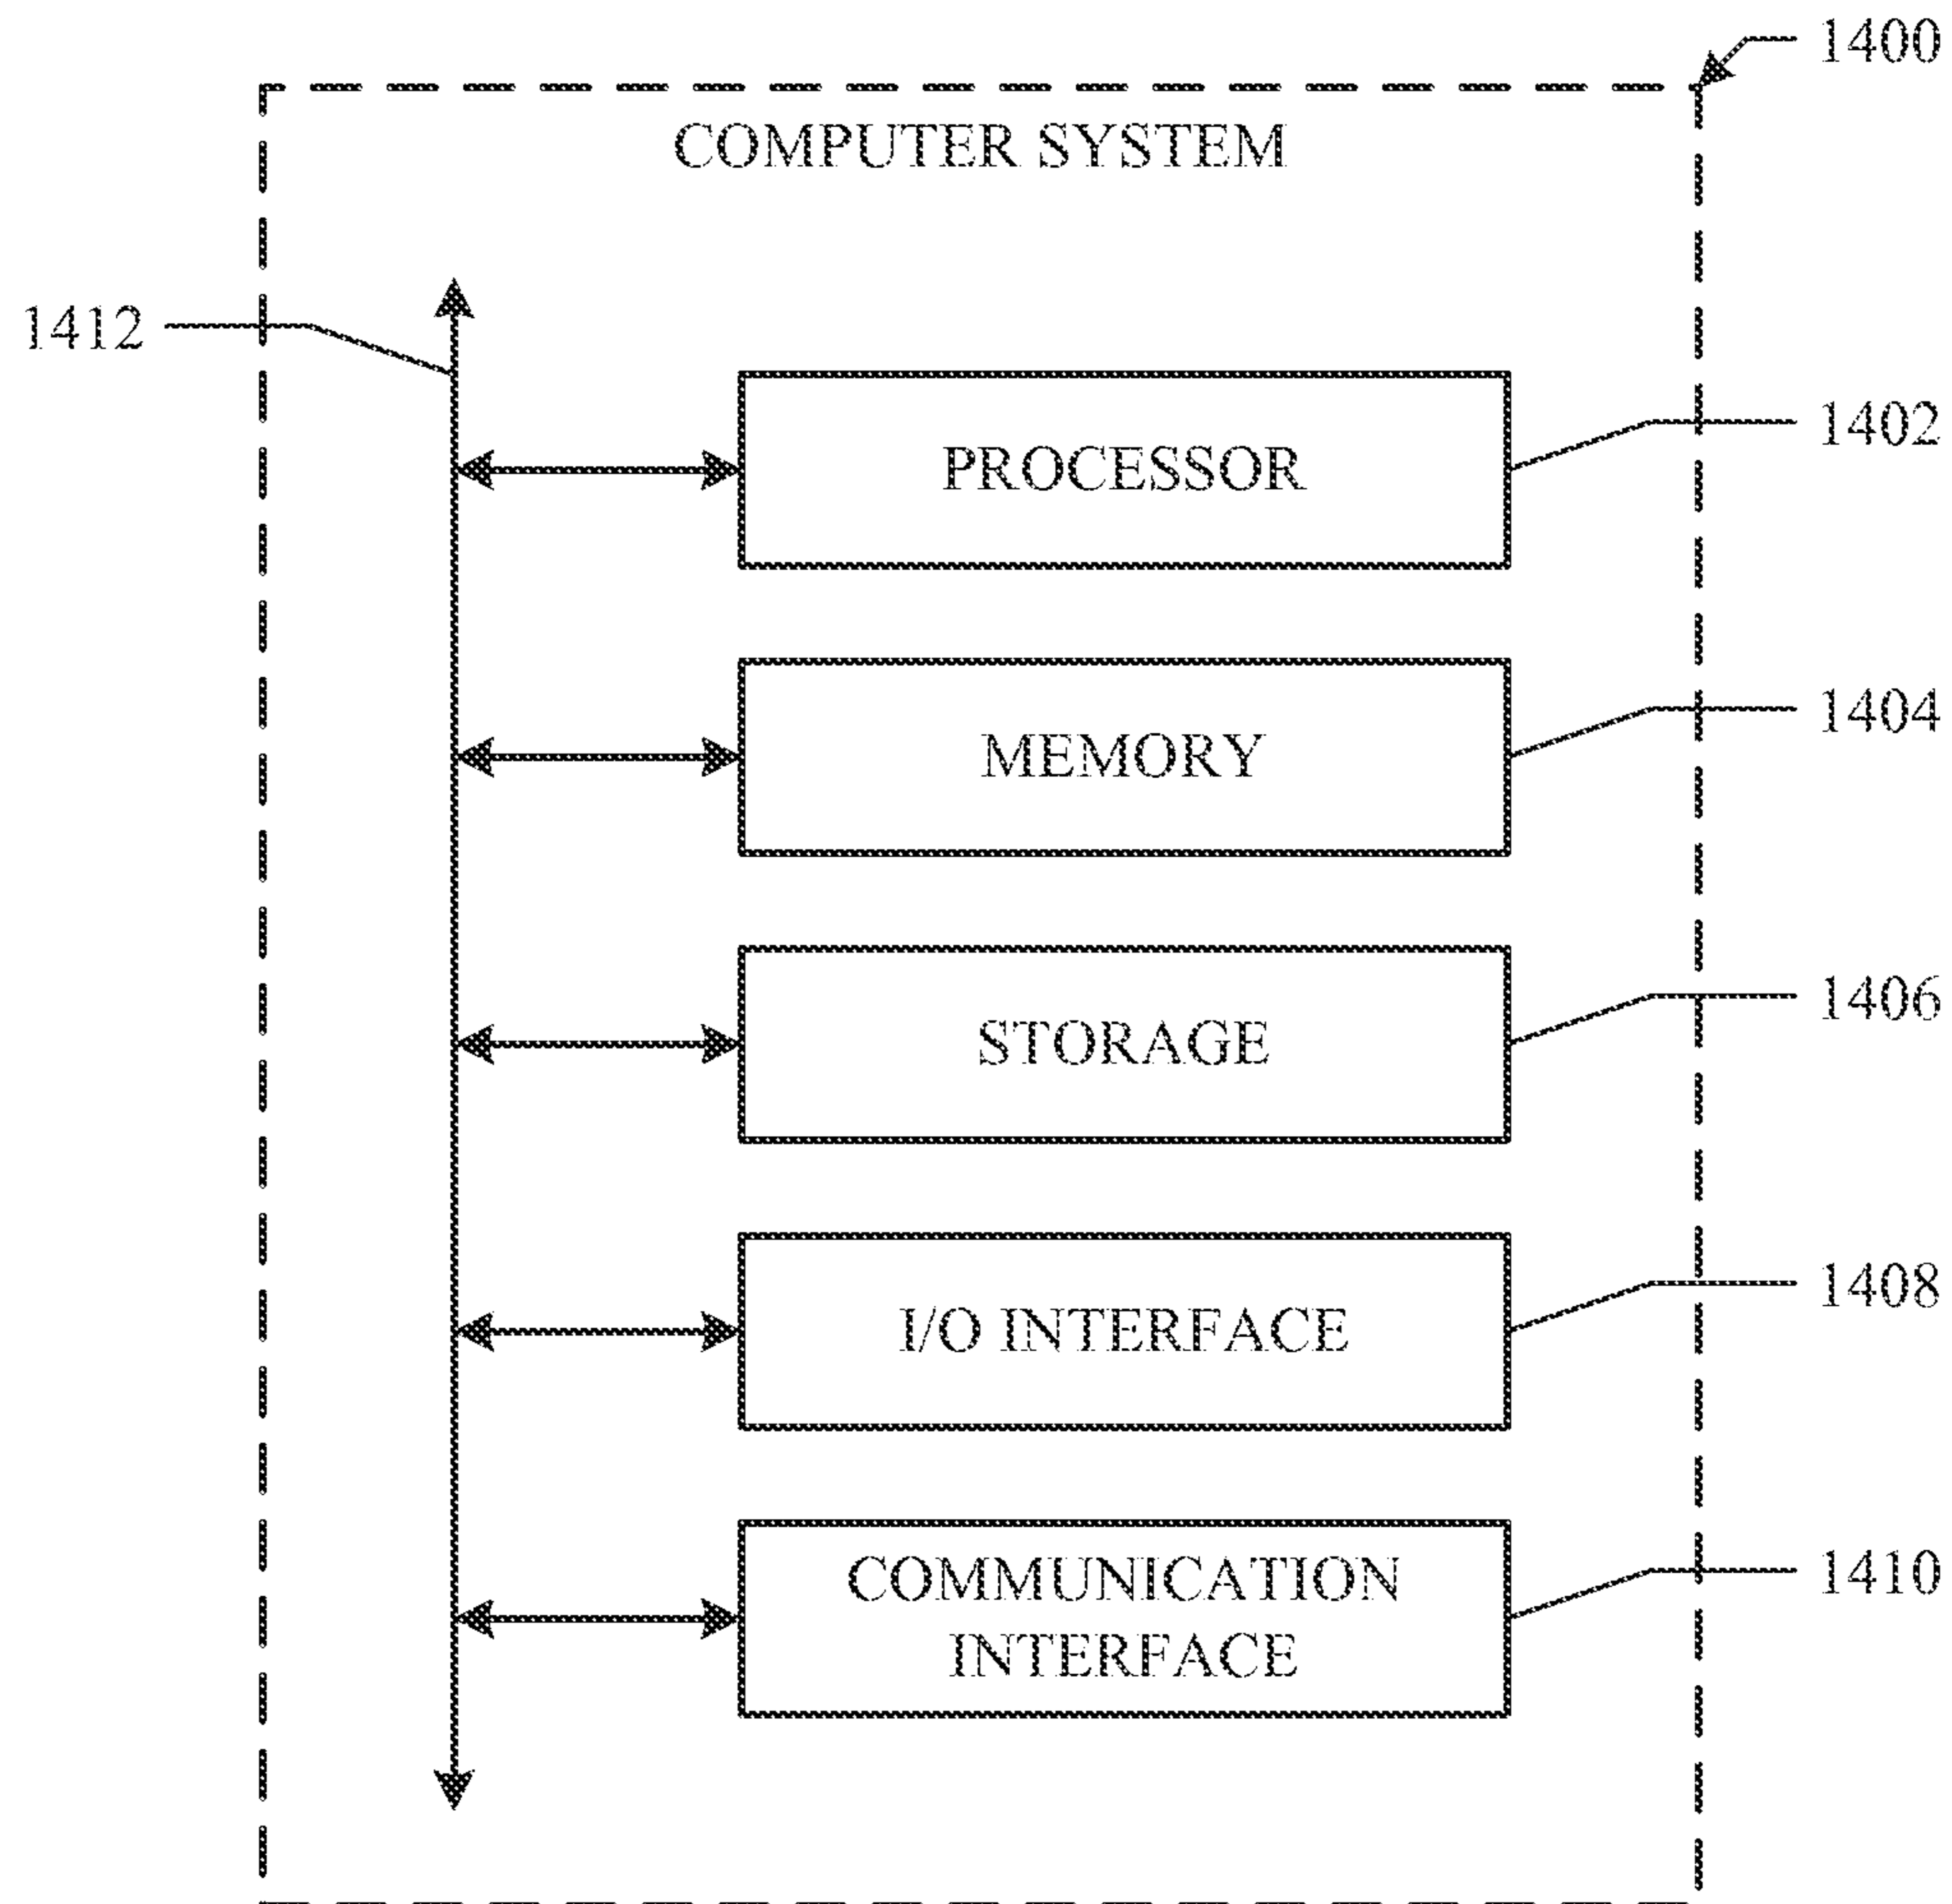 1400
COMPUTER SYSTEM
1412
PROCESSOR
1402
MEMORY
1404
STORAGE
1406
I/O INTERFACE
1408
COMMUNICATION
INTERFACE
1410